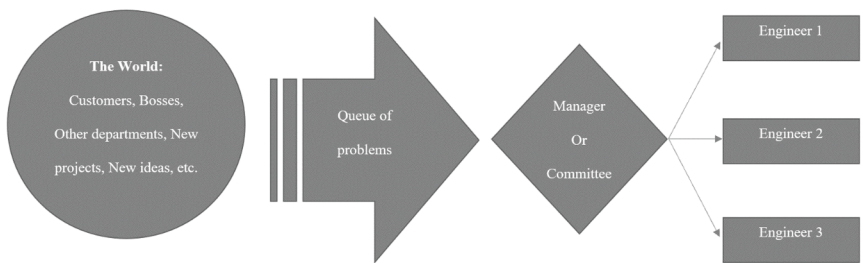 The World:
Customers, Bosses,
Other departments, New
projects, New ideas, etc.
Queue of
problems
Manager
Or
Committee
Engineer 1
Engineer 2
Engineer 3